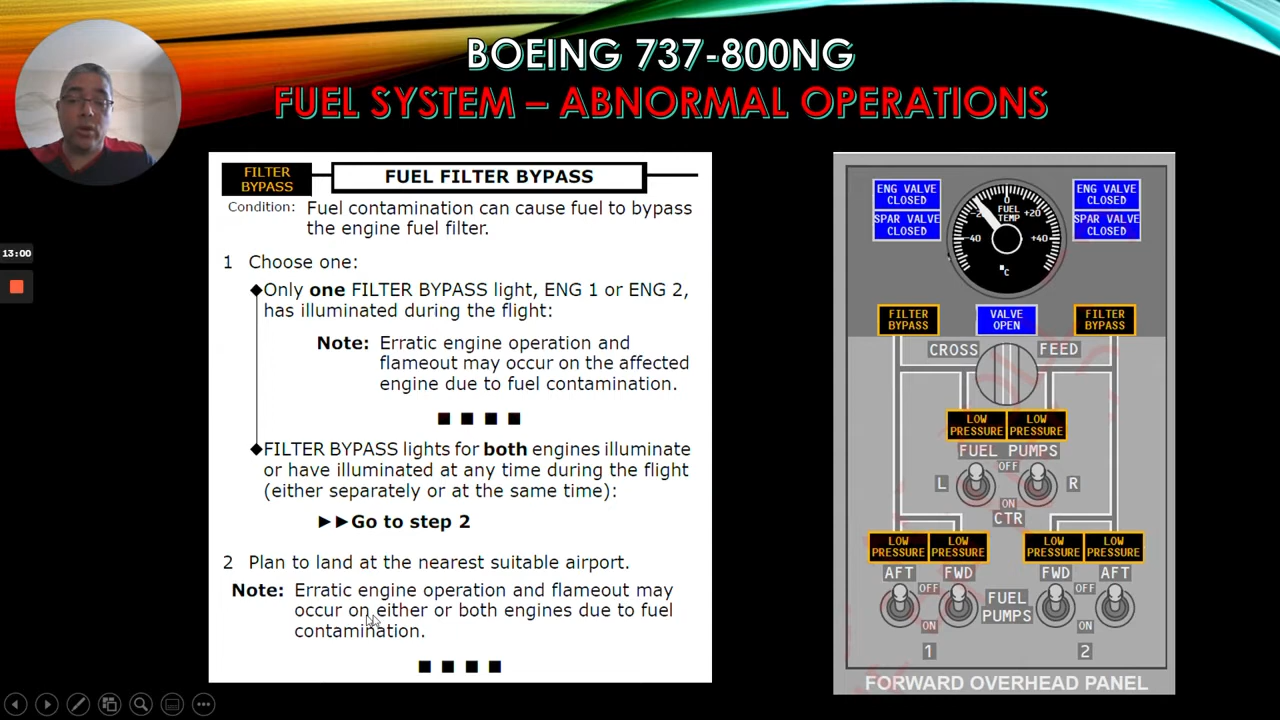 BOEING 737-800NG
FUEL SYSTEM – ABNORMAL OPERATIONS
13:00
FILTER
BYPASS
FUEL FILTER BYPASS
Condition: Fuel contamination can cause fuel to bypass
the engine fuel filter.
1 Choose one:
◆Only one FILTER BYPASS light, ENG 1 or ENG 2,
has illuminated during the flight:
Note: Erratic engine operation and
flameout may occur on the affected
engine due to fuel contamination.
■ ■ ■ ■
◆FILTER BYPASS lights for both engines illuminate
or have illuminated at any time during the flight
(either separately or at the same time):
►►Go to step 2
2 Plan to land at the nearest suitable airport.
Note: Erratic engine operation and flameout may
occur on either or both engines due to fuel
contamination.
■ ■ ■ ■
ENG VALVE
CLOSED
SPAR VALVE
CLOSED
0
FUEL
TEMP
-20
+20
-40
+40
°C
ENG VALVE
CLOSED
SPAR VALVE
CLOSED
FILTER
BYPASS
VALVE
OPEN
FILTER
BYPASS
CROSS FEED
LOW
PRESSURE
LOW
PRESSURE
FUEL PUMPS
OFF
L R
ON
CTR
LOW
PRESSURE
LOW
PRESSURE
LOW
PRESSURE
LOW
PRESSURE
AFT FWD FWD AFT
OFF OFF
FUEL
PUMPS
ON ON
1 2
FORWARD OVERHEAD PANEL